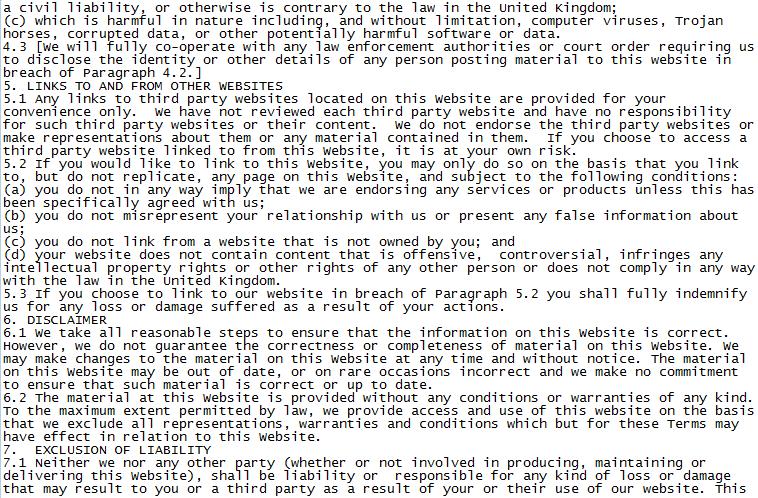 a civil liability, or otherwise is contrary to the law in the United Kingdom;
(c) which is harmful in nature including, and without limitation, computer viruses, Trojan
horses, corrupted data, or other potentially harmful software or data.
4.3 [We will fully co-operate with any law enforcement authorities or court order requiring us
to disclose the identity or other details of any person posting material to this website in
breach of Paragraph 4.2.]
5. LINKS TO AND FROM OTHER WEBSITES
5.1 Any links to third party websites located on this Website are provided for your
convenience only.  We have not reviewed each third party website and have no responsibility
for such third party websites or their content.  We do not endorse the third party websites or
make representations about them or any material contained in them.  If you choose to access a
third party website linked to from this Website, it is at your own risk.
5.2 If you would like to link to this Website, you may only do so on the basis that you link
to, but do not replicate, any page on this Website, and subject to the following conditions:
(a) you do not in any way imply that we are endorsing any services or products unless this has
been specifically agreed with us;
(b) you do not misrepresent your relationship with us or present any false information about
us;
(c) you do not link from a website that is not owned by you; and
(d) your website does not contain content that is offensive,  controversial, infringes any
intellectual property rights or other rights of any other person or does not comply in any way
with the law in the United Kingdom.
5.3 If you choose to link to our website in breach of Paragraph 5.2 you shall fully indemnify
us for any loss or damage suffered as a result of your actions.
6. DISCLAIMER
6.1 We take all reasonable steps to ensure that the information on this Website is correct.
However, we do not guarantee the correctness or completeness of material on this Website. We
may make changes to the material on this Website at any time and without notice. The material
on this Website may be out of date, or on rare occasions incorrect and we make no commitment
to ensure that such material is correct or up to date.
6.2 The material at this Website is provided without any conditions or warranties of any kind.
To the maximum extent permitted by law, we provide access and use of this website on the basis
that we exclude all representations, warranties and conditions which but for these Terms may
have effect in relation to this Website.
7.  EXCLUSION OF LIABILITY
7.1 Neither we nor any other party (whether or not involved in producing, maintaining or
delivering this Website), shall be liability or  responsible for any kind of loss or damage
that may result to you or a third party as a result of your or their use of our website. This